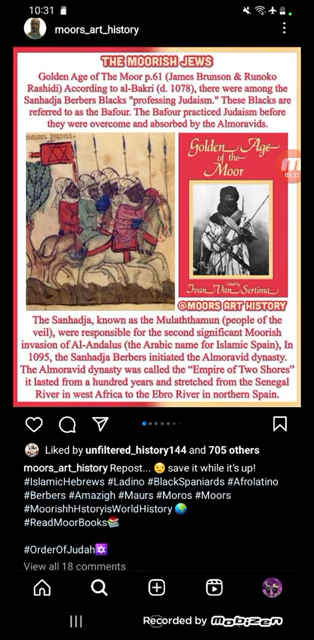 10:31
moors_art_history
THE MOORISH JEWS
Golden Age of The Moor p.61 (James Brunson & Runoko
Rashidi) According to al-Bakri (d. 1078), there were among the
Sanhadja Berbers Blacks "professing Judaism." These Blacks are
referred to as the Bafour. The Bafour practiced Judaism before
they were overcome and absorbed by the Almoravids.
Golden Age
of the
Moor
Edited by
Ivan Van Sertima
@MOORS ART HISTORY
The Sanhadja, known as the Mulaththamun (people of the
veil), were responsible for the second significant Moorish
invasion of Al-Andalus (the Arabic name for Islamic Spain), In
1095, the Sanhadja Berbers initiated the Almoravid dynasty.
The Almoravid dynasty was called the “Empire of Two Shores”
it lasted from a hundred years and stretched from the Senegal
River in west Africa to the Ebro River in northern Spain.
Liked by unfiltered_history144 and 705 others
moors_art_history Repost... 😒 save it while it's up!
#IslamicHebrews #Ladino #BlackSpaniards #Afrolatino
#Berbers #Amazigh #Maurs #Moros #Moors
#MoorishhHstoryisWorldHistory 🌍
#ReadMoorBooks📚
#OrderOfJudah🔯
View all 18 comments
Recorded by Mobizen